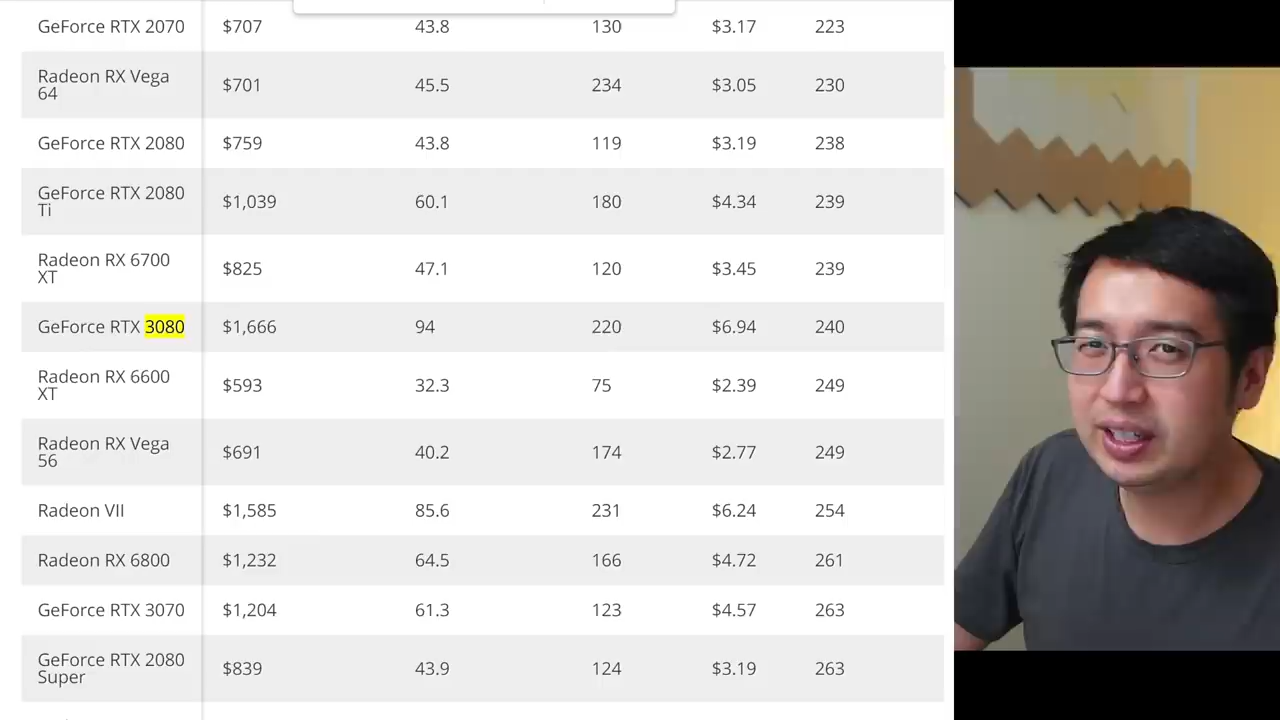 GeForce RTX 2070 $707 43.8 130 $3.17 223
Radeon RX Vega
64 $701 45.5 234 $3.05 230
GeForce RTX 2080 $759 43.8 119 $3.19 238
GeForce RTX 2080
Ti $1,039 60.1 180 $4.34 239
Radeon RX 6700
XT $825 47.1 120 $3.45 239
GeForce RTX 3080 $1,666 94 220 $6.94 240
Radeon RX 6600
XT $593 32.3 75 $2.39 249
Radeon RX Vega
56 $691 40.2 174 $2.77 249
Radeon VII $1,585 85.6 231 $6.24 254
Radeon RX 6800 $1,232 64.5 166 $4.72 261
GeForce RTX 3070 $1,204 61.3 123 $4.57 263
GeForce RTX 2080
Super $839 43.9 124 $3.19 263